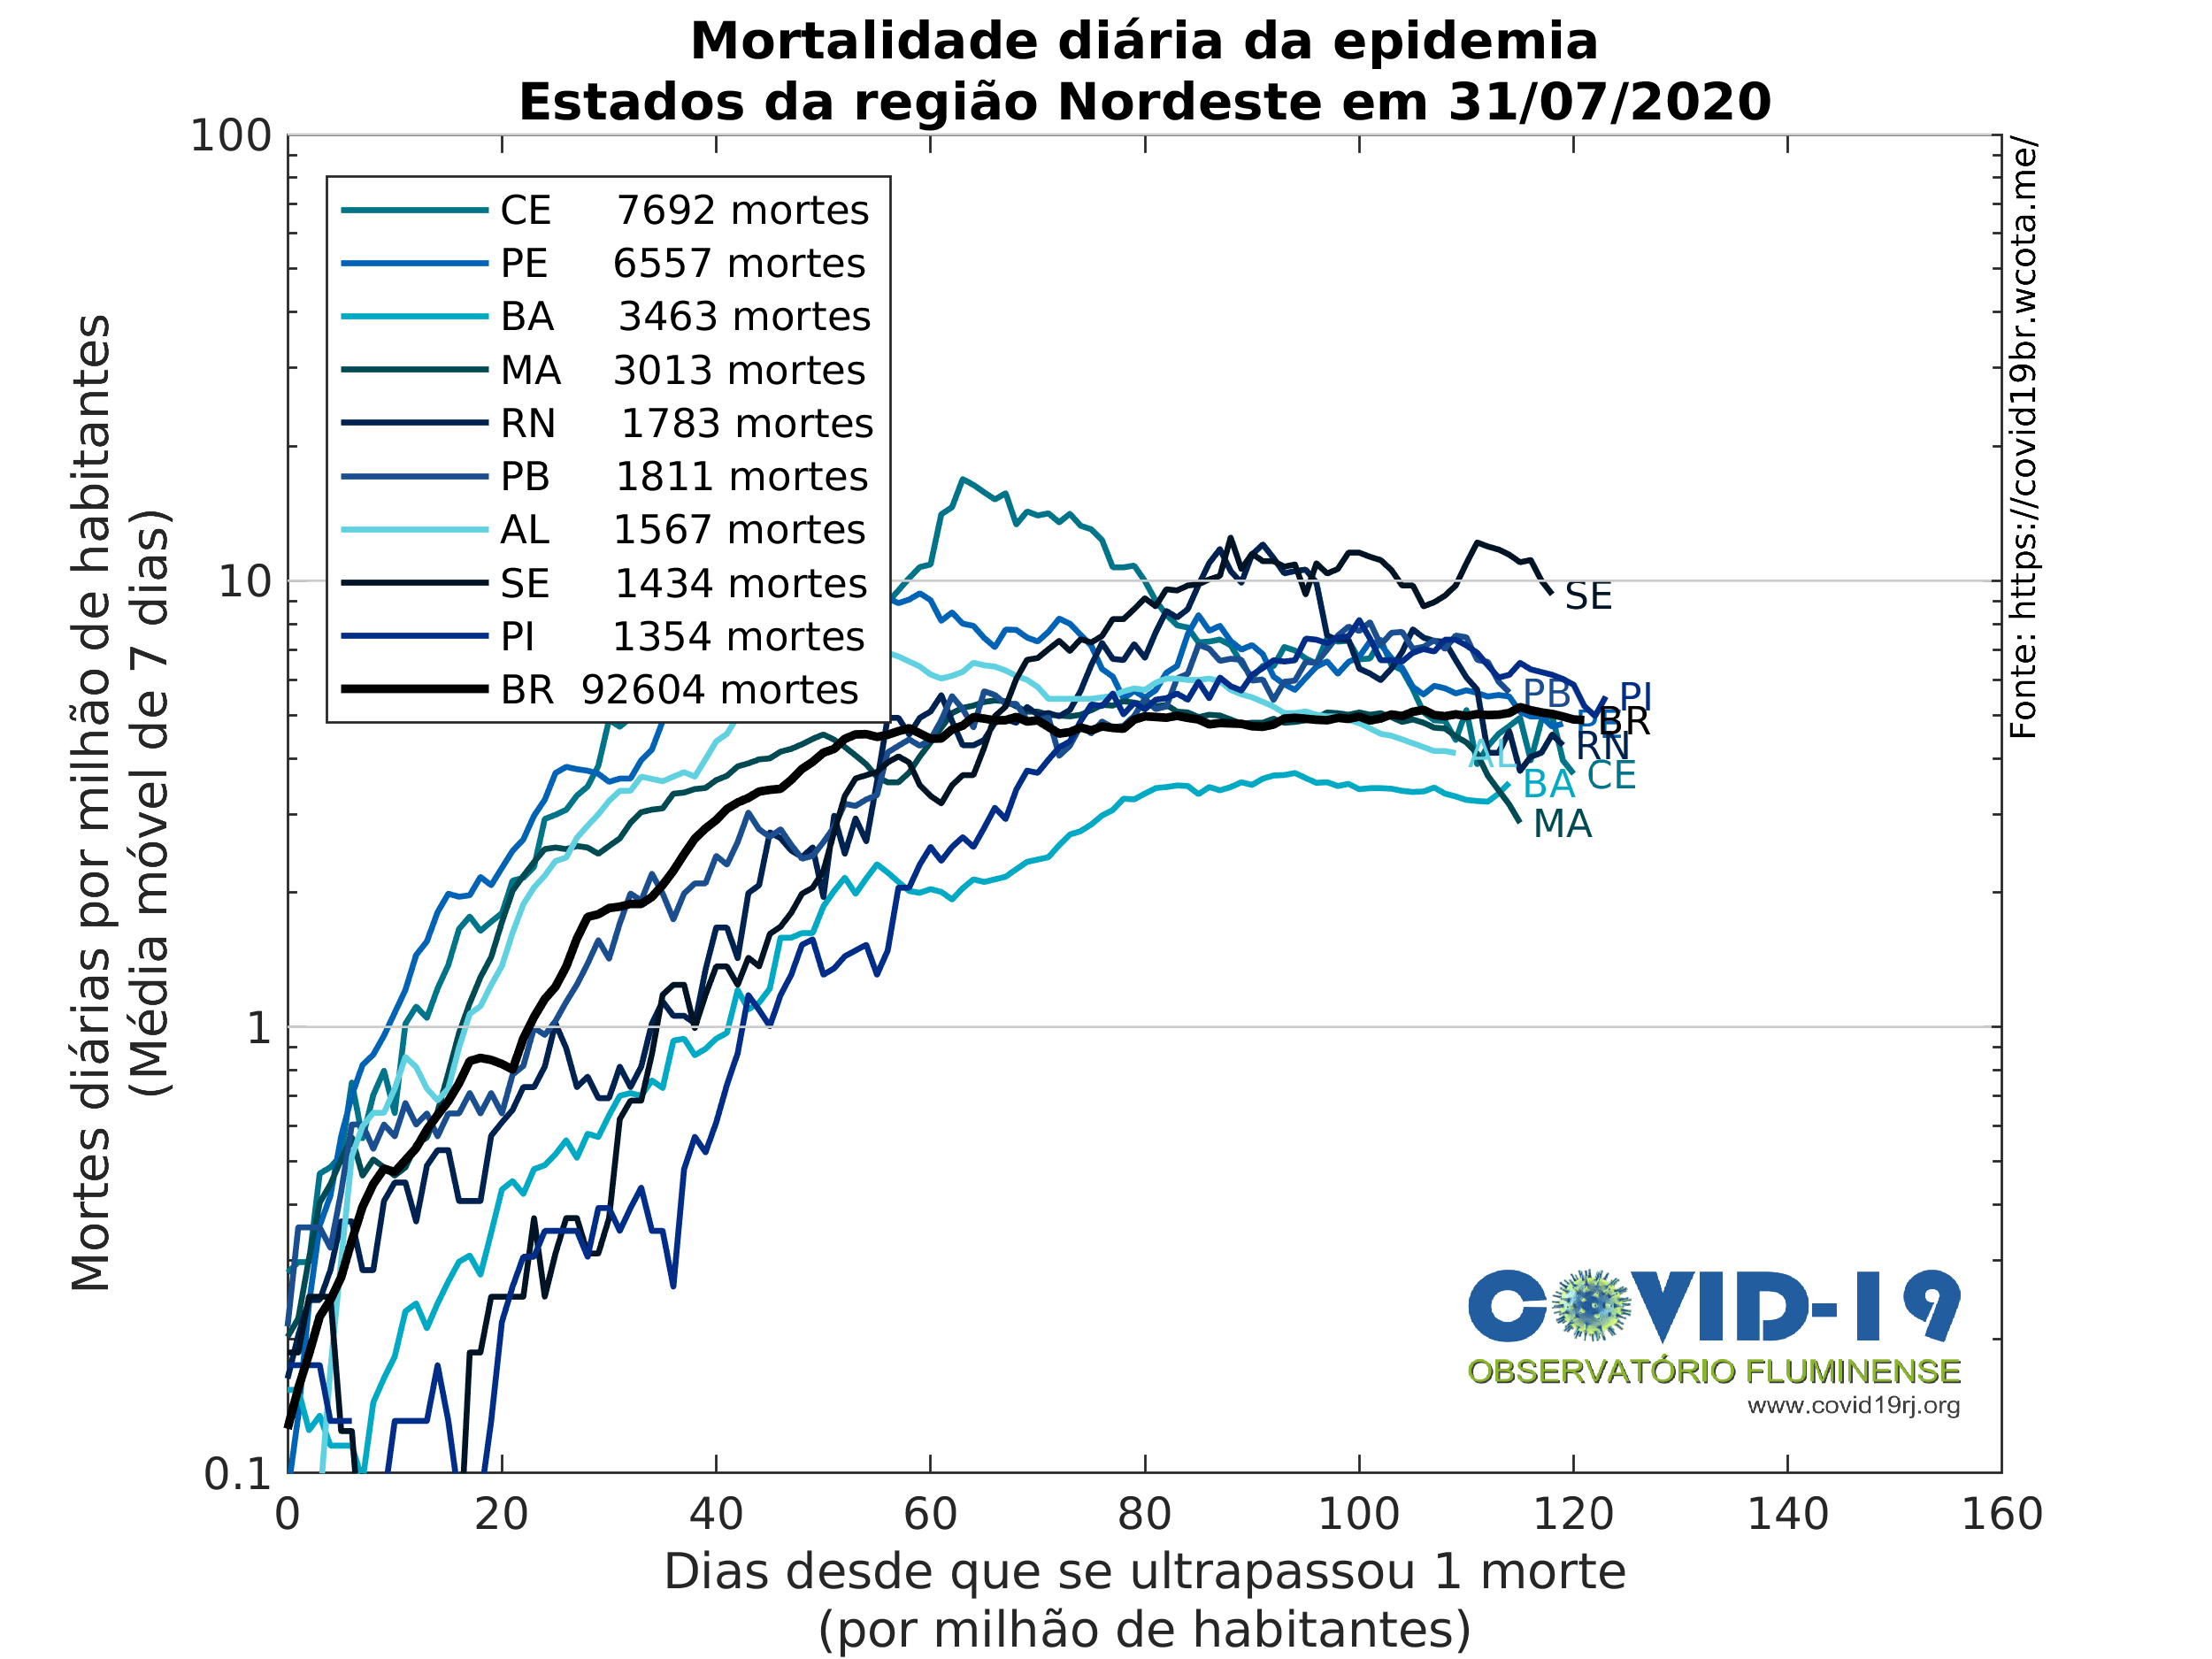 Mortalidade diária da epidemia
Estados da região Nordeste em 31/07/2020
Mortes diárias por milhão de habitantes
(Média móvel de 7 dias)
100
10
1
0.1
CE 7692 mortes
PE 6557 mortes
BA 3463 mortes
MA 3013 mortes
RN 1783 mortes
PB 1811 mortes
AL 1567 mortes
SE 1434 mortes
PI 1354 mortes
BR 92604 mortes
SE
PI
PB
BR
RN
AL
CE
BA
MA
Fonte: https://covid19br.wcota.me/
COVID-19
OBSERVATÓRIO FLUMINENSE
www.covid19rj.org
0 20 40 60 80 100 120 140 160
Dias desde que se ultrapassou 1 morte
(por milhão de habitantes)